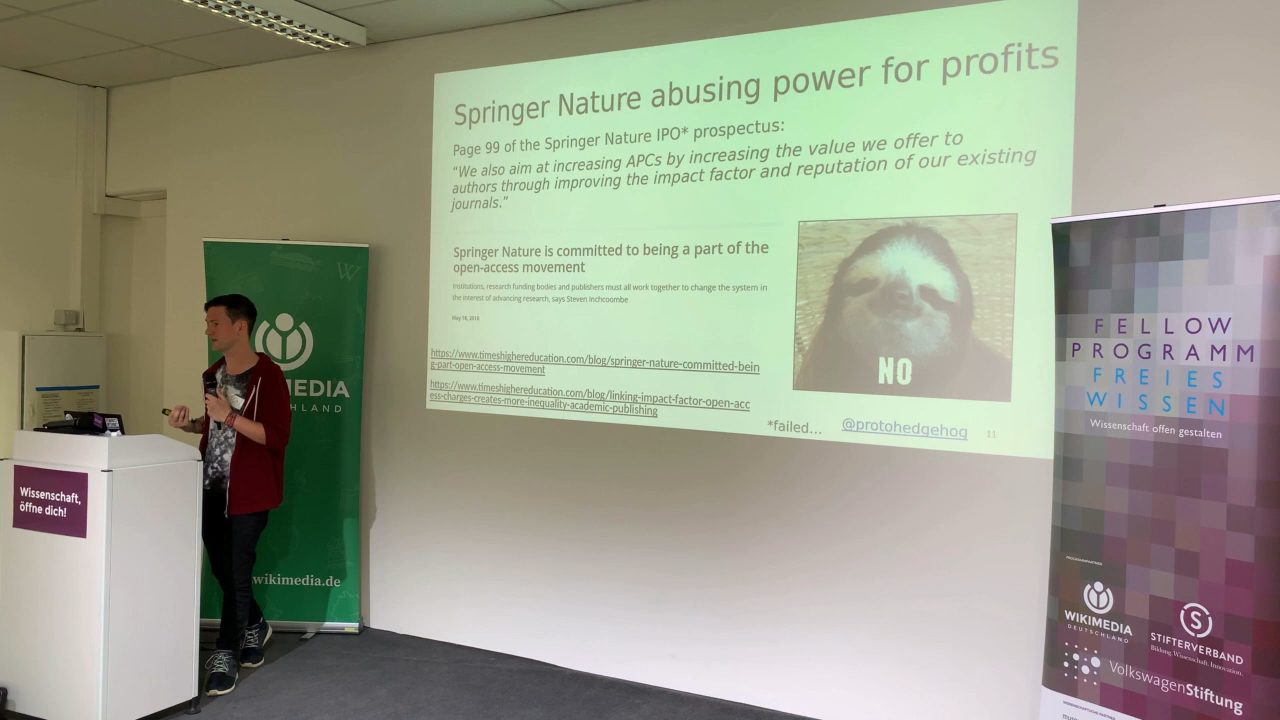 Springer Nature abusing power for profits
Page 99 of the Springer Nature IPO* prospectus:
"We also aim at increasing APCs by increasing the value we offer to
authors through improving the impact factor and reputation of our existing
journals."
Springer Nature is committed to being a part of the
open-access movement
Institutions, research funding bodies and publishers must all work together to change the system in
the interest of advancing research, says Steven Inchcoombe
May 18, 2018
https://www.timeshighereducation.com/blog/springer-nature-committed-bein
g-part-open-access-movement
https://www.timeshighereducation.com/blog/linking-impact-factor-open-acc
ess-charges-creates-more-inequality-academic-publishing
NO
*failed...
@protohedgehog
11
W
MEDIA
HLAND
wikimedia.de
Wissenschaft,
öffne dich!
FELLOW
PROGRAMM
FREIES
WISSEN
Wissenschaft offen gestalten
WIKIMEDIA
DEUTSCHLAND
S
STIFTERVERBAND
Bildung. Wissenschaft. Innovation.
VolkswagenStiftung